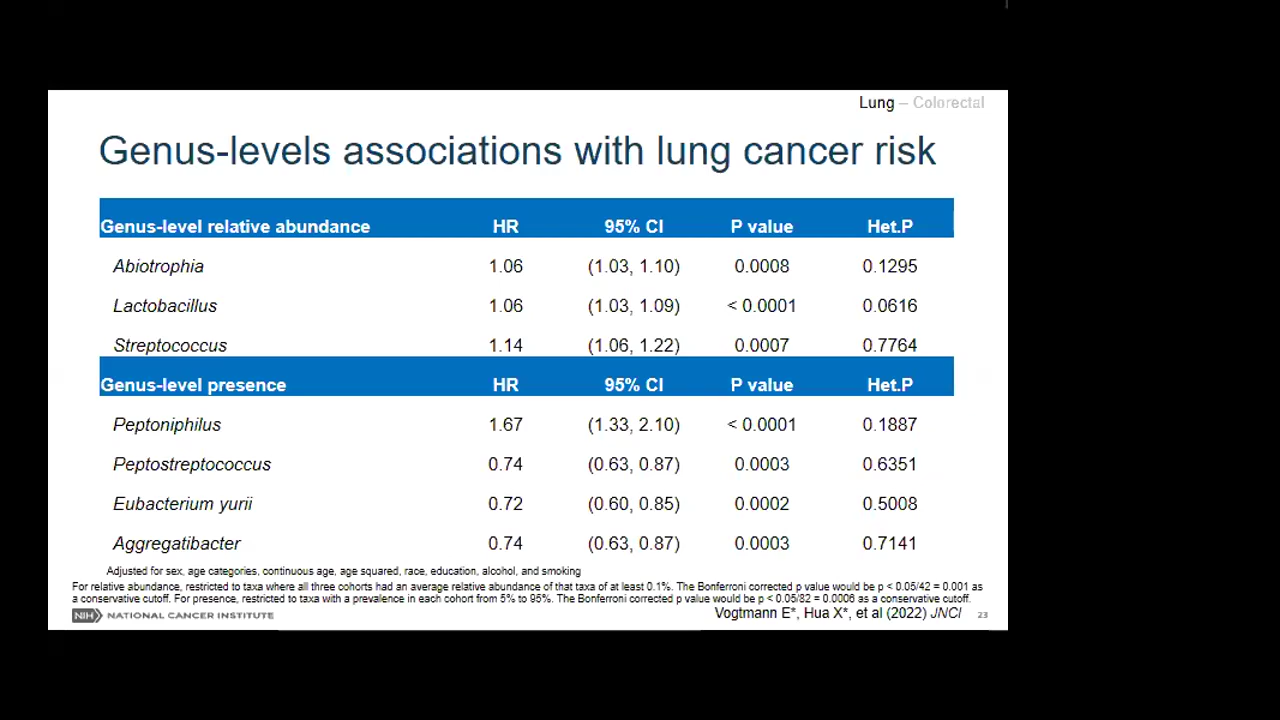 Lung – Colorectal
Genus-levels associations with lung cancer risk
Genus-level relative abundance HR 95% CI P value Het.P
Abiotrophia 1.06 (1.03, 1.10) 0.0008 0.1295
Lactobacillus 1.06 (1.03, 1.09) < 0.0001 0.0616
Streptococcus 1.14 (1.06, 1.22) 0.0007 0.7764
Genus-level presence HR 95% CI P value Het.P
Peptoniphilus 1.67 (1.33, 2.10) < 0.0001 0.1887
Peptostreptococcus 0.74 (0.63, 0.87) 0.0003 0.6351
Eubacterium yurii 0.72 (0.60, 0.85) 0.0002 0.5008
Aggregatibacter 0.74 (0.63, 0.87) 0.0003 0.7141
Adjusted for sex, age categories, continuous age, age squared, race, education, alcohol, and smoking
For relative abundance, restricted to taxa where all three cohorts had an average relative abundance of that taxa of at least 0.1%. The Bonferroni corrected p value would be p < 0.05/42 = 0.001 as
a conservative cutoff. For presence, restricted to taxa with a prevalence in each cohort from 5% to 95%. The Bonferroni corrected p value would be p < 0.05/82 = 0.0006 as a conservative cutoff.
NIH NATIONAL CANCER INSTITUTE
Vogtmann E*, Hua X*, et al (2022) JNCI 23